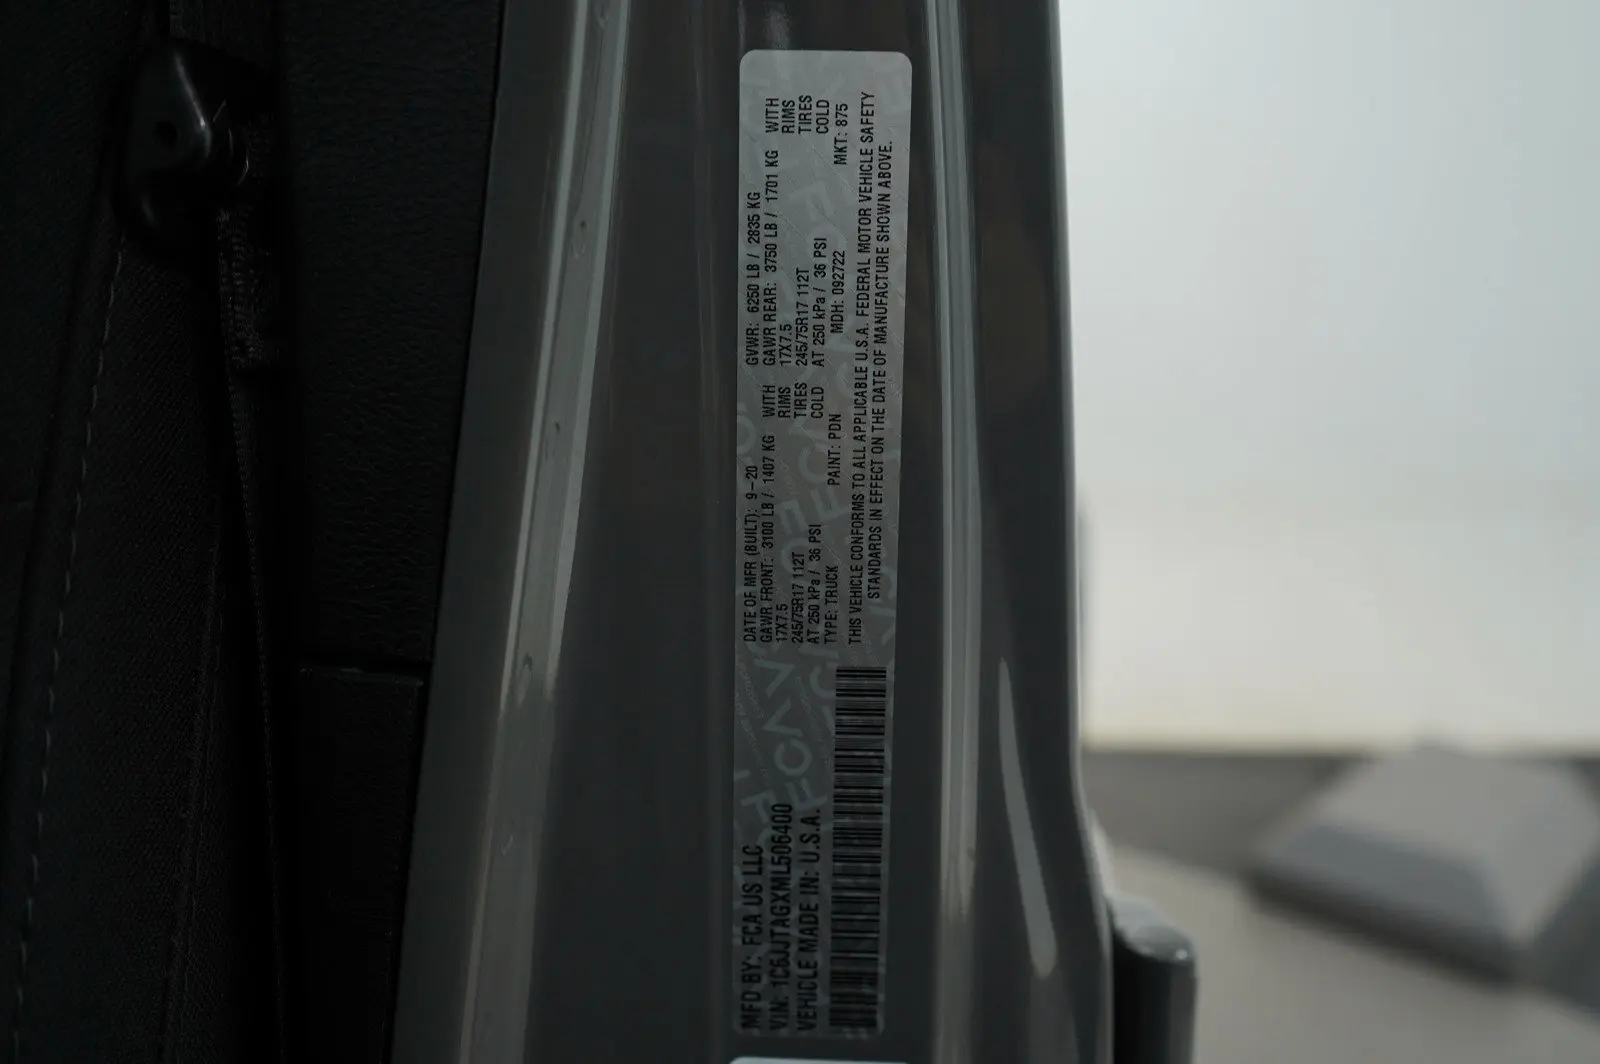 MFD BY: FCA US LLC
VIN: 1C6JJTAGXML506400
VEHICLE MADE IN: U.S.A.
DATE OF MFR (BUILT): 9-20 GVWR: 6250 LB / 2835 KG
GAWR FRONT: 3100 LB / 1407 KG WITH GAWR REAR: 3750 LB / 1701 KG WITH
17X7.5 RIMS 17X7.5 RIMS
245/75R17 112T TIRES 245/75R17 112T TIRES
AT 250 kPa / 36 PSI COLD AT 250 kPa / 36 PSI COLD
TYPE: TRUCK PAINT: PDN MDH: 092722 MKT: 875
THIS VEHICLE CONFORMS TO ALL APPLICABLE U.S.A. FEDERAL MOTOR VEHICLE SAFETY
STANDARDS IN EFFECT ON THE DATE OF MANUFACTURE SHOWN ABOVE.